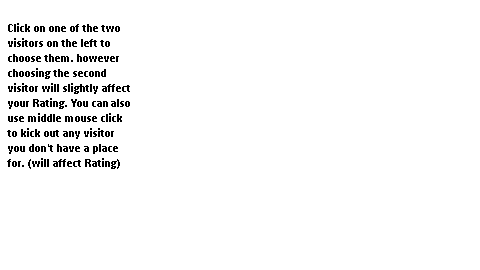 Click on one of the two
visitors on the left to
choose them. however
choosing the second
visitor will slightly affect
your Rating. You can also
use middle mouse click
to kick out any visitor
you don't have a place
for. (will affect Rating)